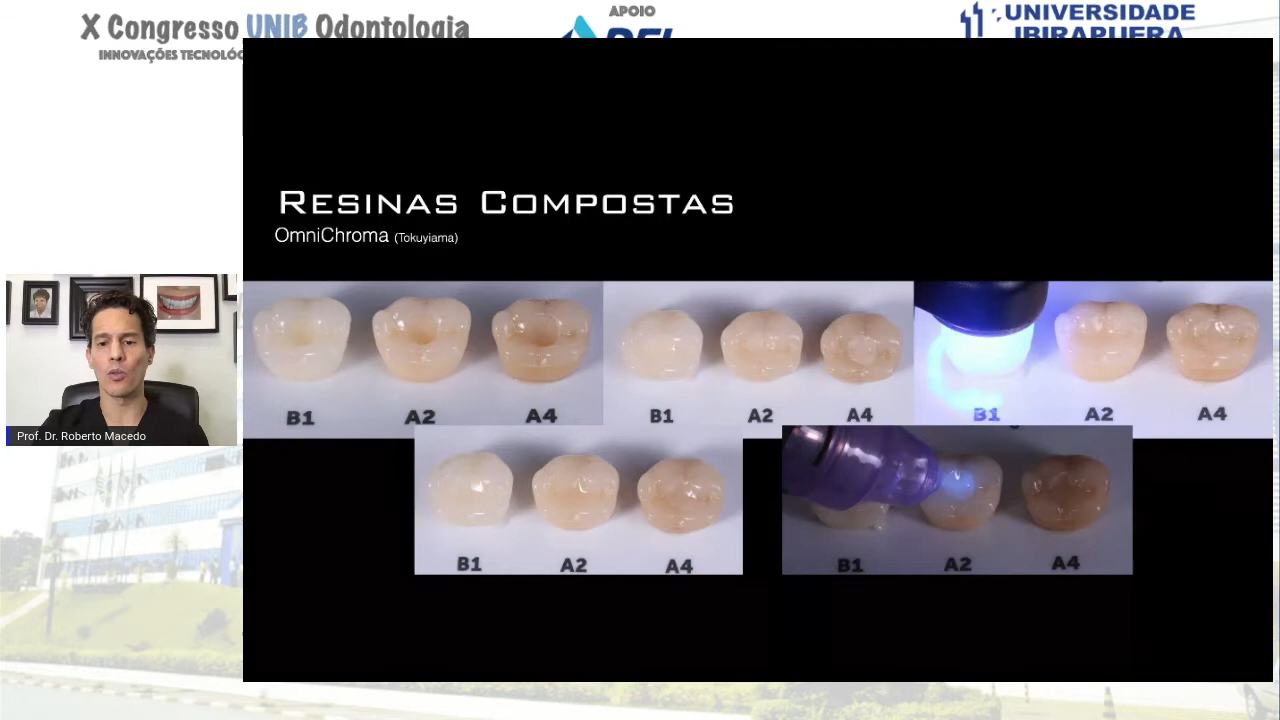 X Congresso UNIB Odontologia
INNOVAÇÕES
APOIO
UNIVERSIDADE
IBIRAPUERA
RESINAS COMPOSTAS
OmniChroma (Tokuyiama)
B1 A2 A4
B1 A2 A4
B1 A2 A4
Prof. Dr. Roberto Macedo
B1 A2 A4
B1 A2 A4